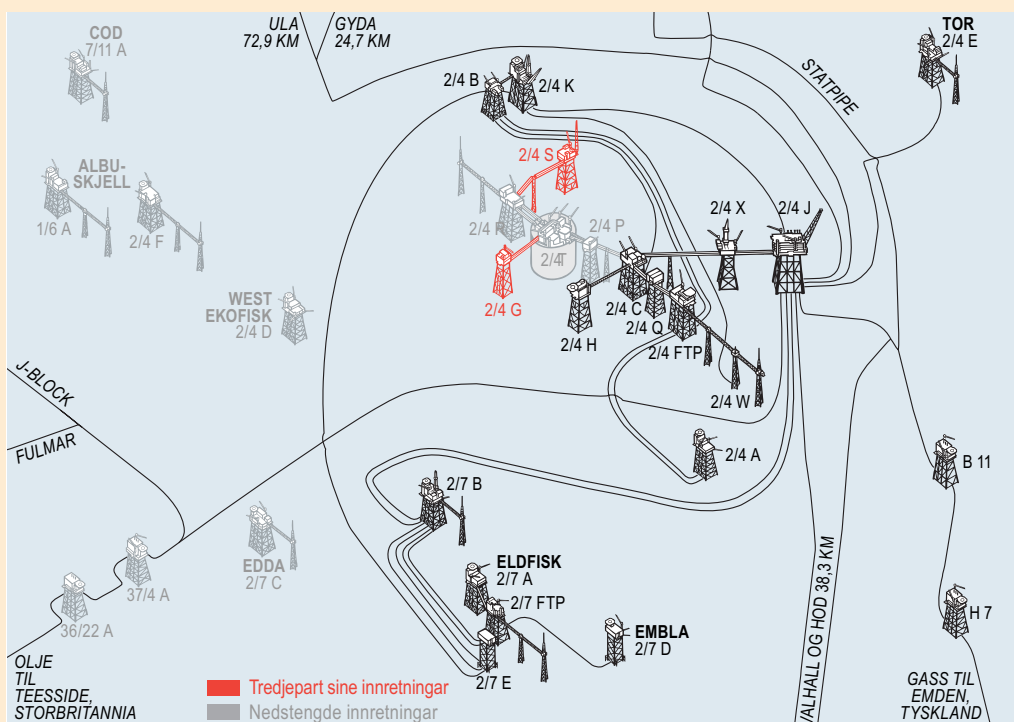 COD
7/11 A
ULA
72,9 KM
GYDA
24,7 KM
TOR
2/4 E
2/4 B
2/4 K
STATPIPE
2/4 S
ALBU-
SKJELL
1/6 A
2/4 F
2/4 R
2/4 P
2/4 X
2/4 J
2/4T
WEST
EKOFISK
2/4 D
2/4 G
2/4 C
2/4 H
2/4 Q
2/4 FTP
J-BLOCK
2/4 W
FULMAR
2/4 A
B 11
2/7 B
EDDA
2/7 C
37/4 A
36/22 A
ELDFISK
2/7 A
2/7 FTP
EMBLA
2/7 D
2/7 E
H 7
VALHALL OG HOD 38,3 KM
OLJE
TIL
TEESSIDE,
STORBRITANNIA
Tredjepart sine innretningar
Nedstengde innretningar
GASS TIL
EMDEN,
TYSKLAND